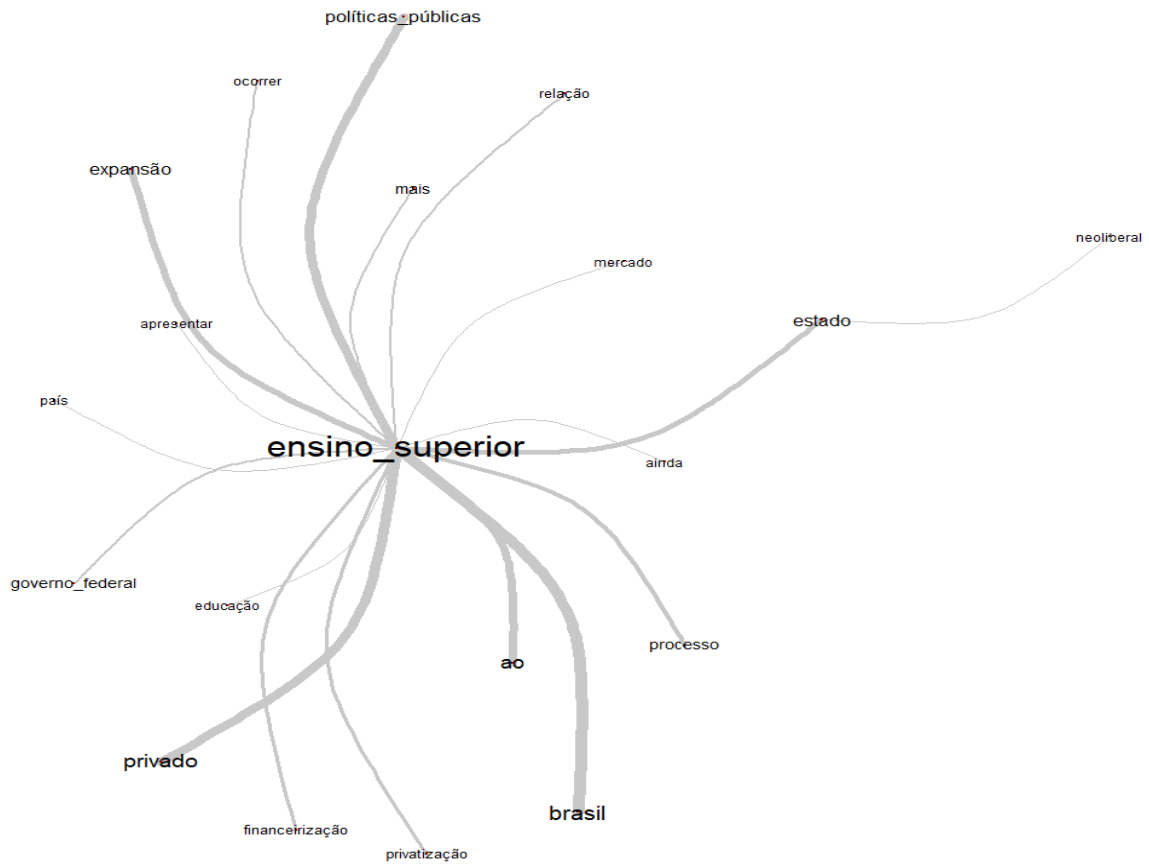 políticas_públicas
ocorrer
relação
expansão
mais
neoliberal
mercado
apresentar
estado
país
ensino_superior
ainda
governo_federal
educação
processo
ao
privado
brasil
financeirização
privatização